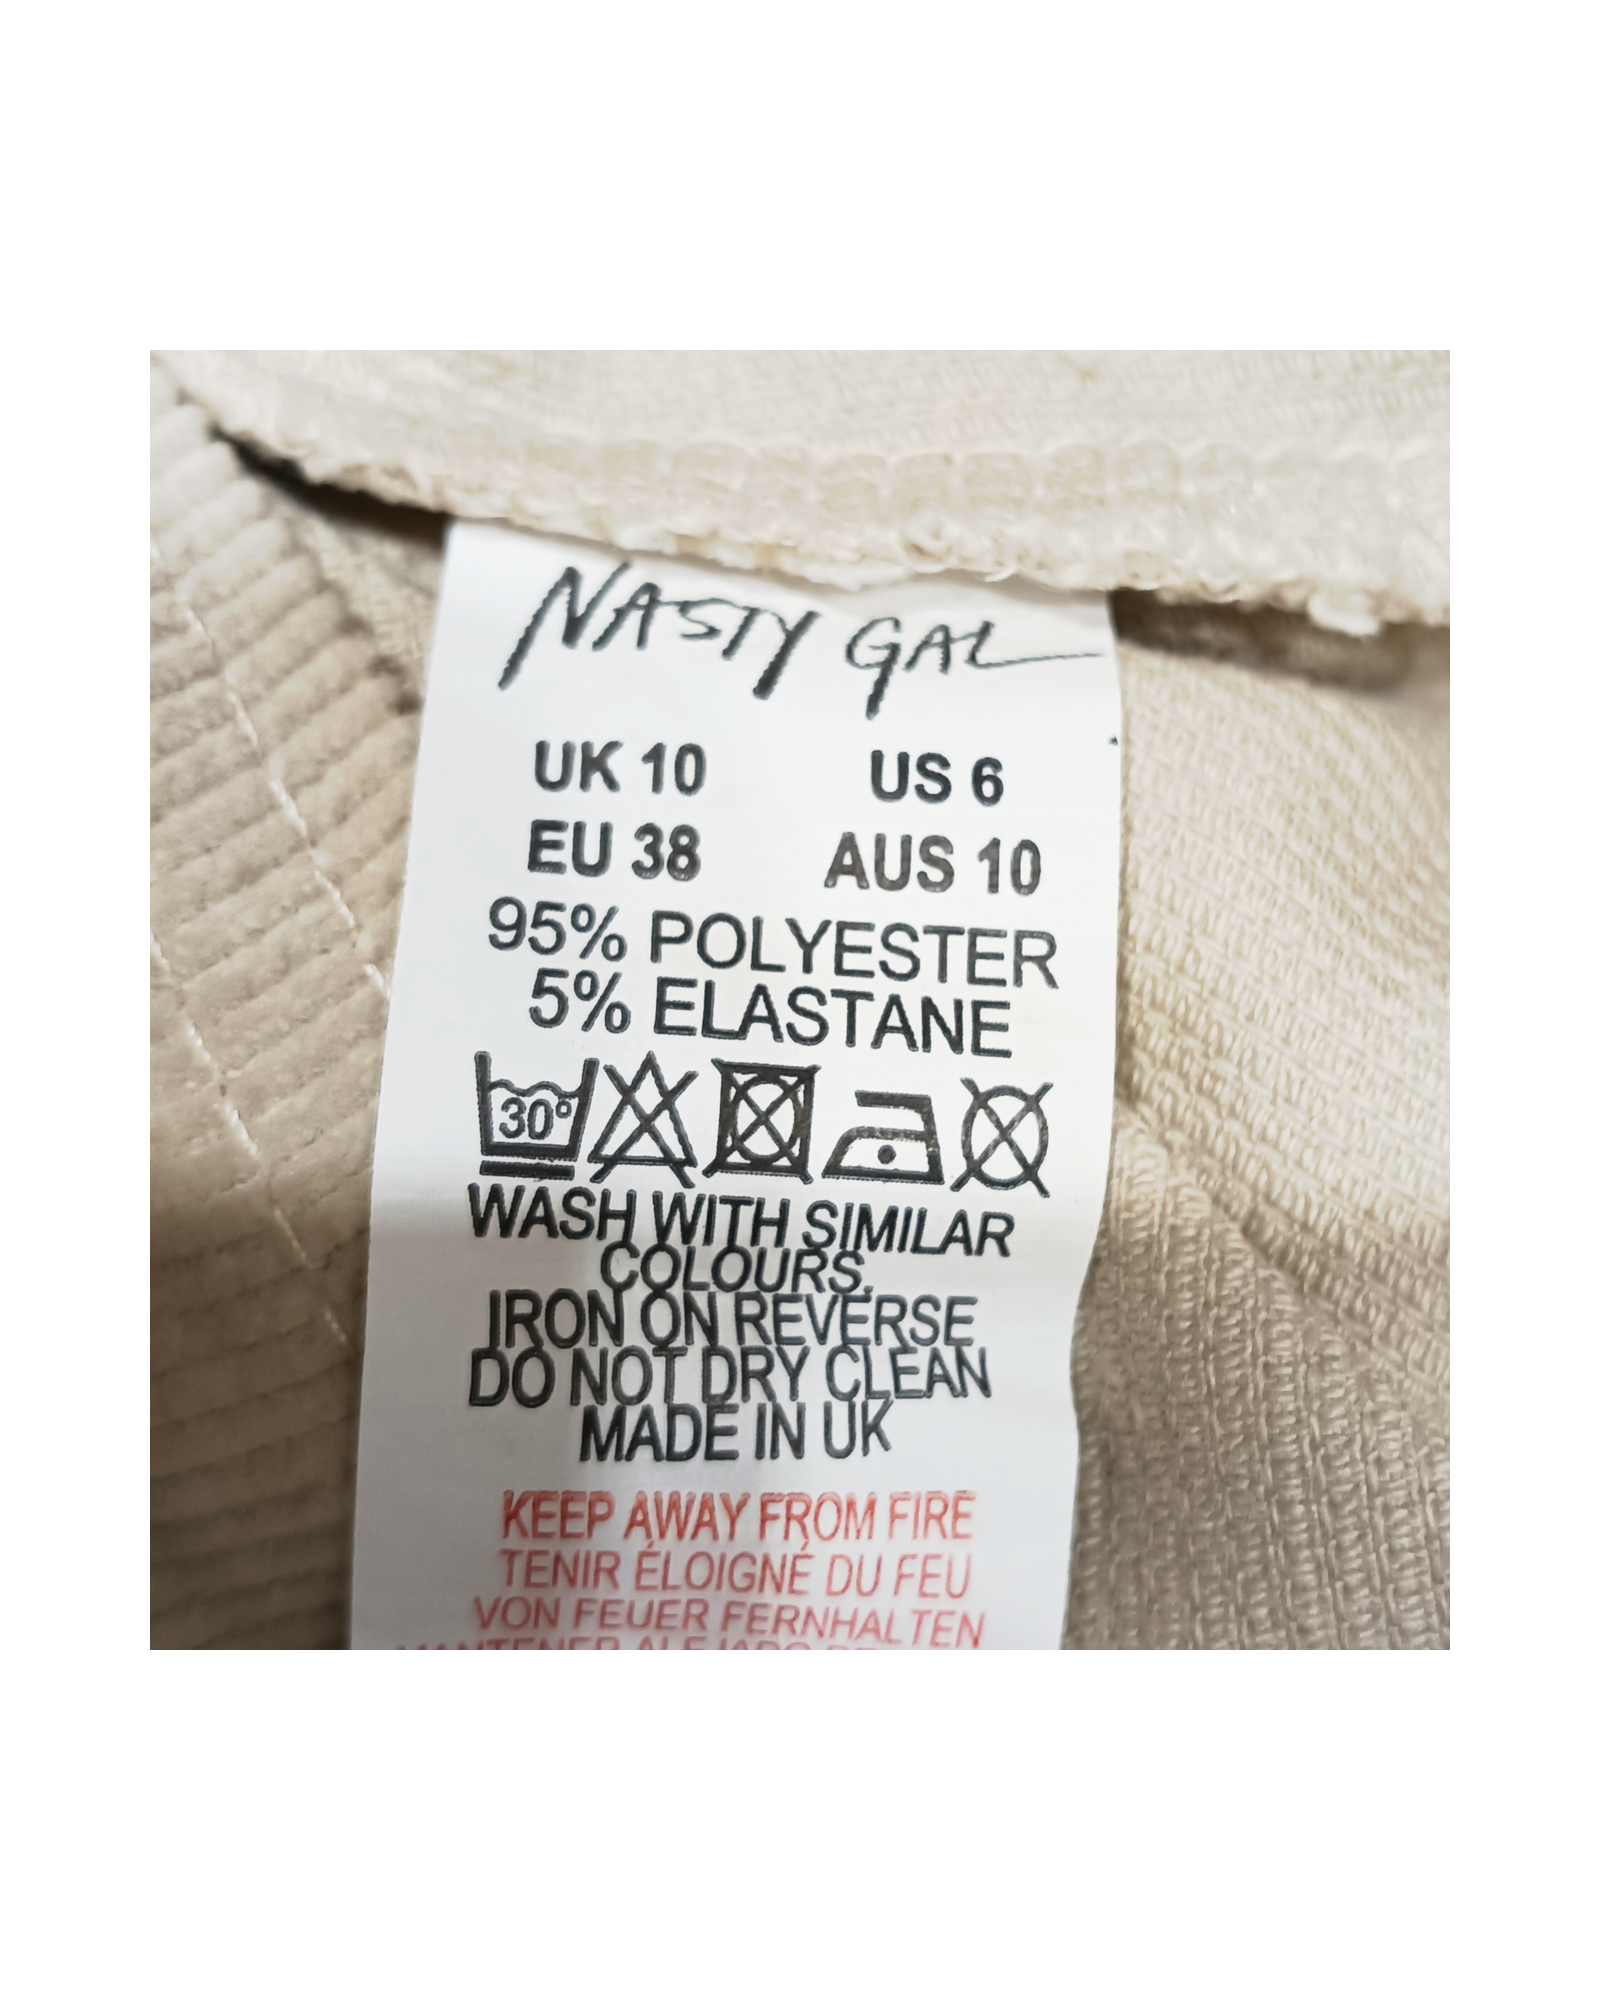 NASTY GAL
UK 10 US 6
EU 38 AUS 10
95% POLYESTER
5% ELASTANE
30°
WASH WITH SIMILAR
COLOURS.
IRON ON REVERSE
DO NOT DRY CLEAN
MADE IN UK
KEEP AWAY FROM FIRE
TENIR ÉLOIGNÉ DU FEU
VON FEUER FERNHALTEN
MANTENER ALEJADO